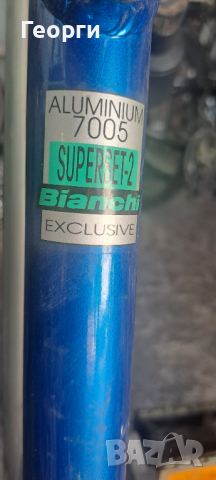 Георги
ALUMINIUM
7005
SUPERSET-2
Bianchi
EXCLUSIVE
BAZAR